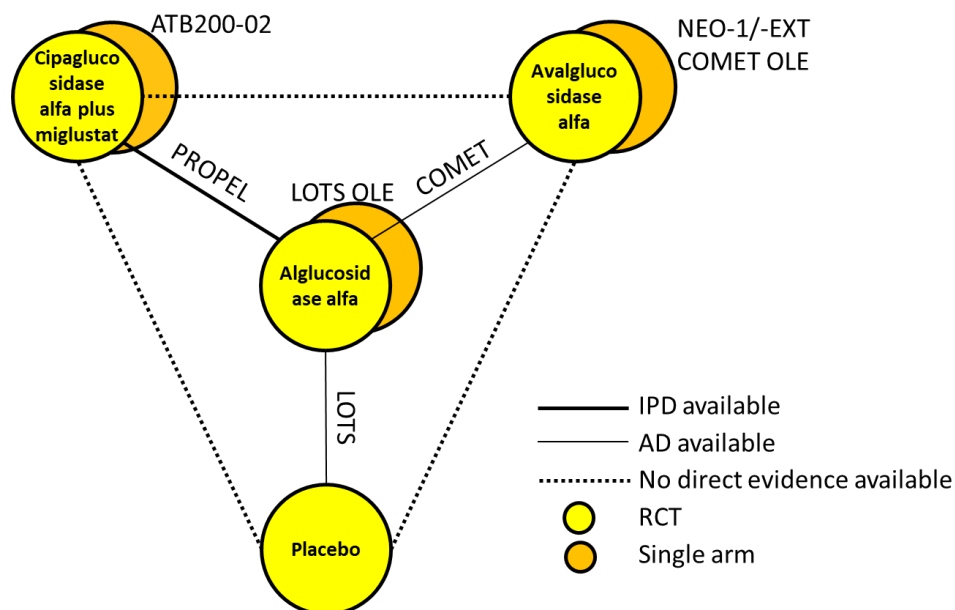 ATB200-02
NEO-1/-EXT
COMET OLE
Cipagluco
sidase
alfa plus
miglustat
Avalgluco
sidase
alfa
PROPEL
COMET
LOTS OLE
Alglucosid
ase alfa
LOTS
Placebo
IPD available
AD available
No direct evidence available
RCT
Single arm